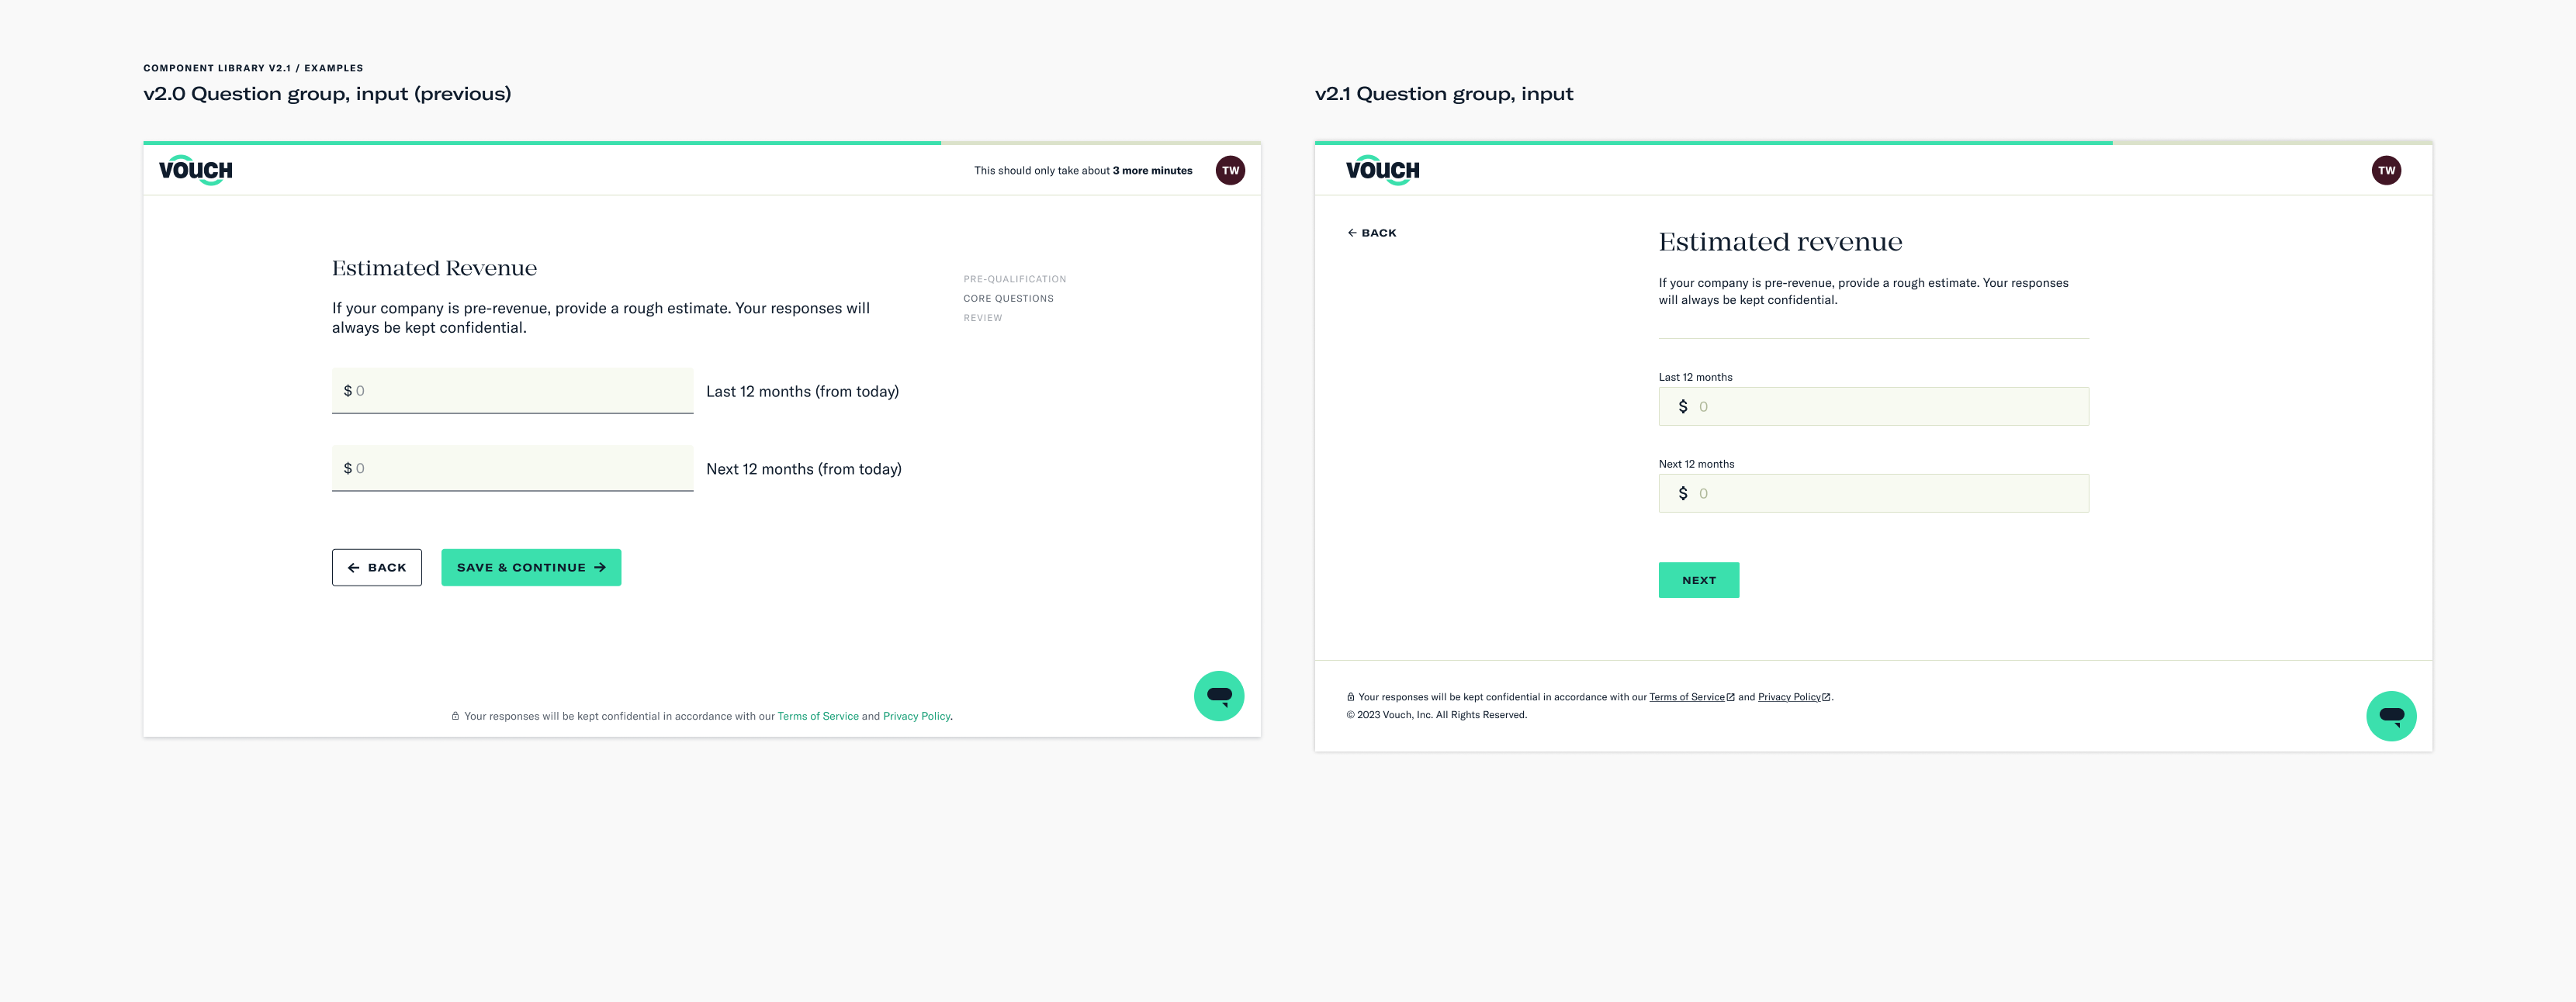 COMPONENT LIBRARY V2.1 / EXAMPLES
v2.0 Question group, input (previous)
VOUCH
This should only take about 3 more minutes
TW
Estimated Revenue
If your company is pre-revenue, provide a rough estimate. Your responses will
always be kept confidential.
PRE-QUALIFICATION
CORE QUESTIONS
REVIEW
$ 0
Last 12 months (from today)
$ 0
Next 12 months (from today)
← BACK
SAVE & CONTINUE →
Your responses will be kept confidential in accordance with our Terms of Service and Privacy Policy.
v2.1 Question group, input
VOUCH
TW
← BACK
Estimated revenue
If your company is pre-revenue, provide a rough estimate. Your responses
will always be kept confidential.
Last 12 months
$ 0
Next 12 months
$ 0
NEXT
Your responses will be kept confidential in accordance with our Terms of Service and Privacy Policy.
© 2023 Vouch, Inc. All Rights Reserved.